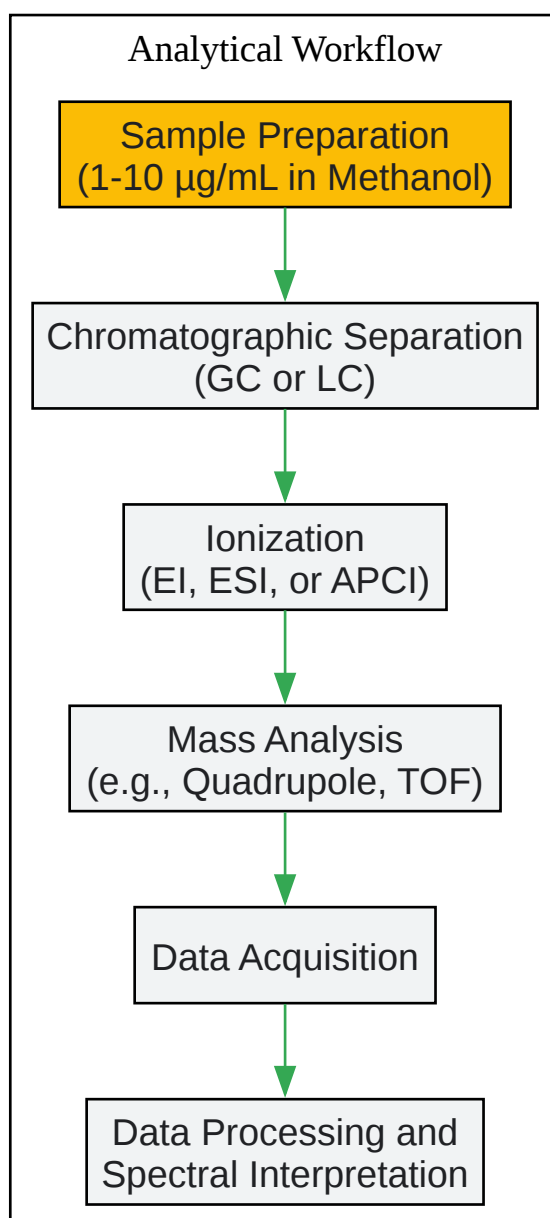 Analytical Workflow
Sample Preparation
(1-10 µg/mL in Methanol)
Chromatographic Separation
(GC or LC)
Ionization
(EI, ESI, or APCI)
Mass Analysis
(e.g., Quadrupole, TOF)
Data Acquisition
Data Processing and
Spectral Interpretation